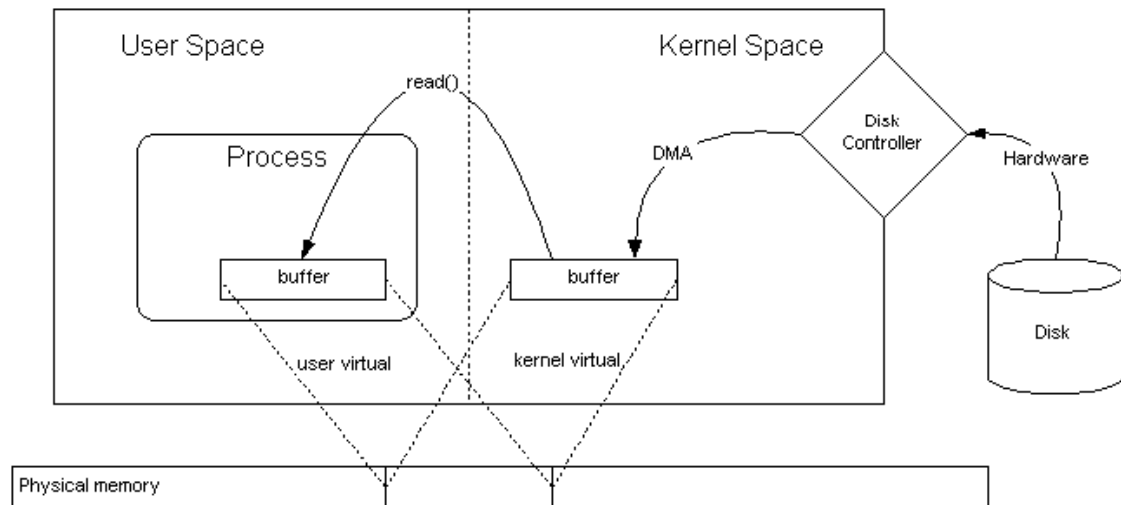 User Space
Kernel Space
read()
Process
DMA
Disk
Controller
Hardware
buffer
buffer
user virtual
kernel virtual
Disk
Physical memory